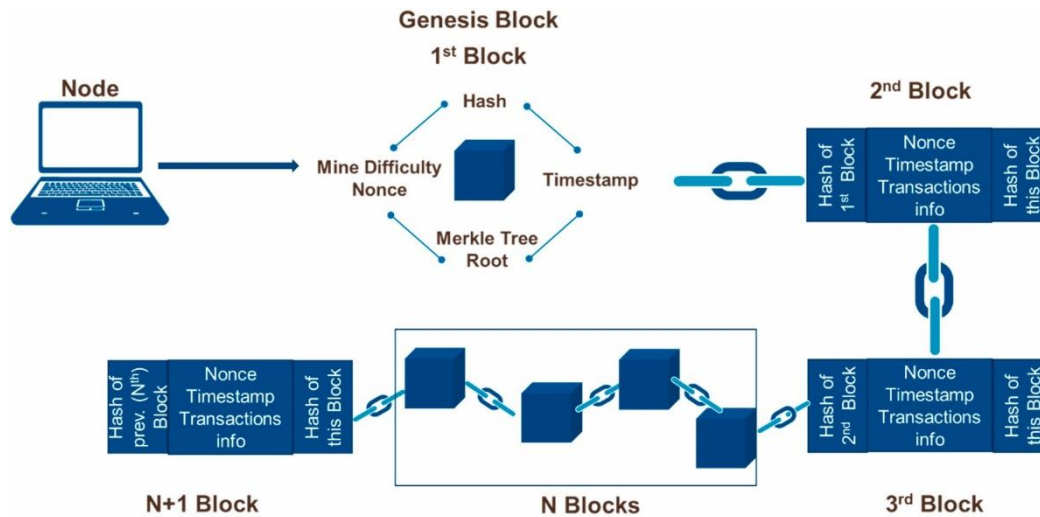 Genesis Block
1st Block
Node
Hash
Mine Difficulty
Nonce
Timestamp
Merkle Tree
Root
2nd Block
Hash of
1st Block
Nonce
Timestamp
Transactions
info
Hash of
this Block
Hash of
2nd Block
Nonce
Timestamp
Transactions
info
Hash of
this Block
3rd Block
N Blocks
Hash of
prev. (Nth)
Block
Nonce
Timestamp
Transactions
info
Hash of
this Block
N+1 Block